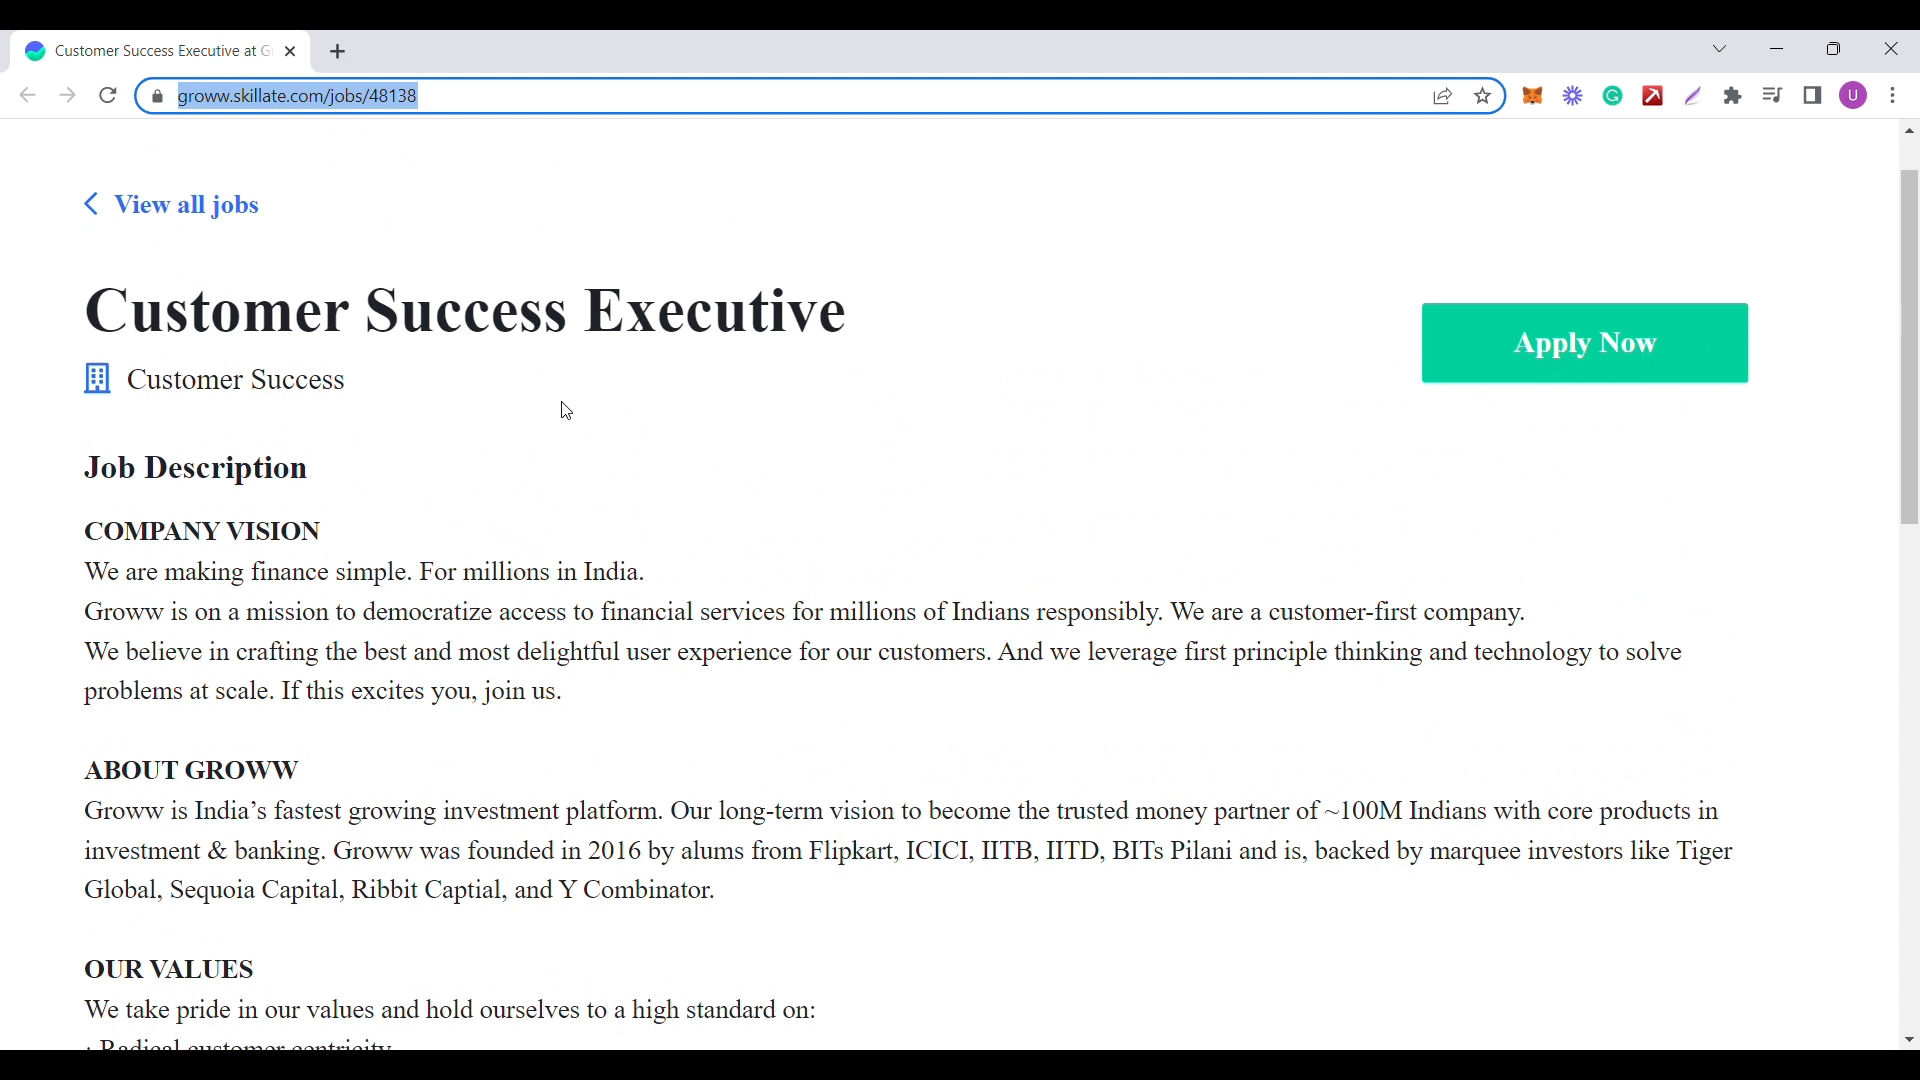 Customer Success Executive at G
groww.skillate.com/jobs/48138
U
View all jobs
Customer Success Executive
Apply Now
Customer Success
Job Description
COMPANY VISION
We are making finance simple. For millions in India.
Groww is on a mission to democratize access to financial services for millions of Indians responsibly. We are a customer-first company.
We believe in crafting the best and most delightful user experience for our customers. And we leverage first principle thinking and technology to solve
problems at scale. If this excites you, join us.
ABOUT GROWW
Groww is India’s fastest growing investment platform. Our long-term vision to become the trusted money partner of ~100M Indians with core products in
investment & banking. Groww was founded in 2016 by alums from Flipkart, ICICI, IITB, IITD, BITs Pilani and is, backed by marquee investors like Tiger
Global, Sequoia Capital, Ribbit Captial, and Y Combinator.
OUR VALUES
We take pride in our values and hold ourselves to a high standard on:
· Radical customer centricity